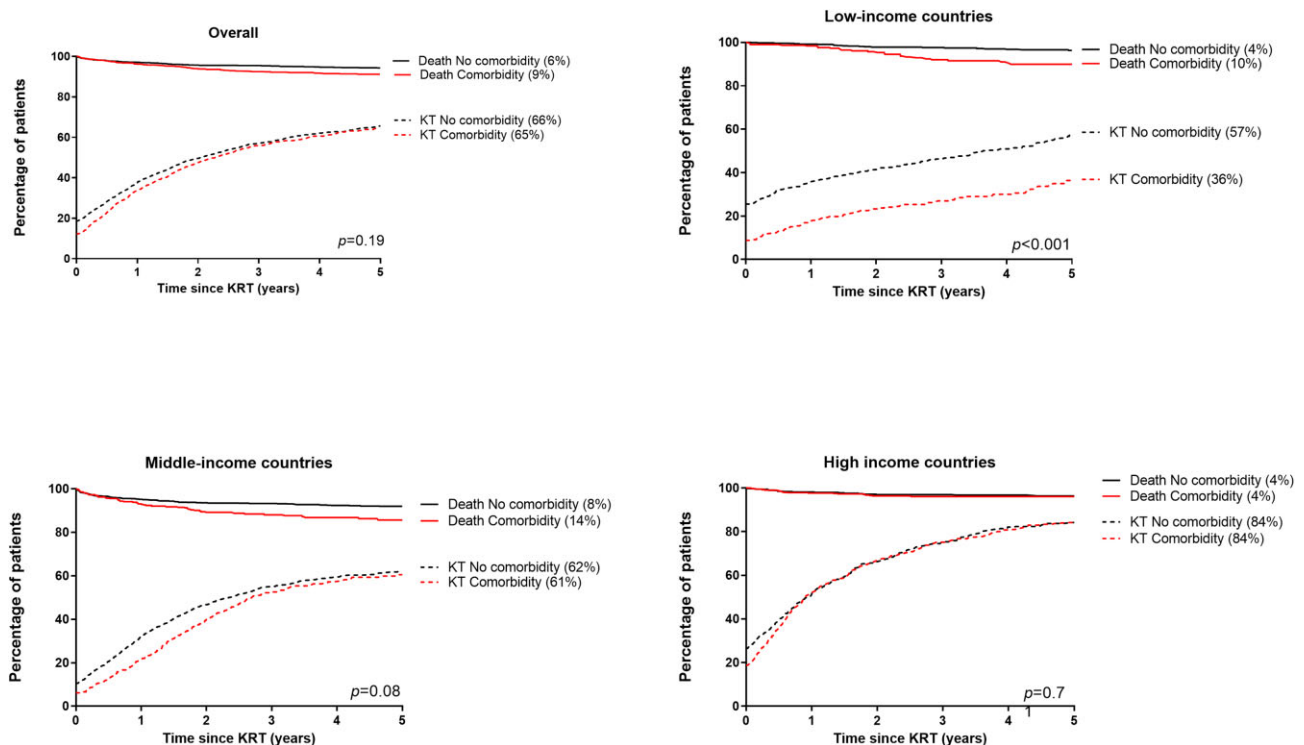 Overall
Percentage of patients
100
80
60
40
20
0
0 1 2 3 4 5
Time since KRT (years)
Death No comorbidity (6%)
Death Comorbidity (9%)
KT No comorbidity (66%)
KT Comorbidity (65%)
p=0.19
Low-income countries
Percentage of patients
100
80
60
40
20
0
0 1 2 3 4 5
Time since KRT (years)
Death No comorbidity (4%)
Death Comorbidity (10%)
KT No comorbidity (57%)
KT Comorbidity (36%)
p<0.001
Middle-income countries
Percentage of patients
100
80
60
40
20
0
0 1 2 3 4 5
Time since KRT (years)
Death No comorbidity (8%)
Death Comorbidity (14%)
KT No comorbidity (62%)
KT Comorbidity (61%)
p=0.08
High income countries
Percentage of patients
100
80
60
40
20
0
0 1 2 3 4 5
Time since KRT (years)
Death No comorbidity (4%)
Death Comorbidity (4%)
KT No comorbidity (84%)
KT Comorbidity (84%)
p=0.7
1